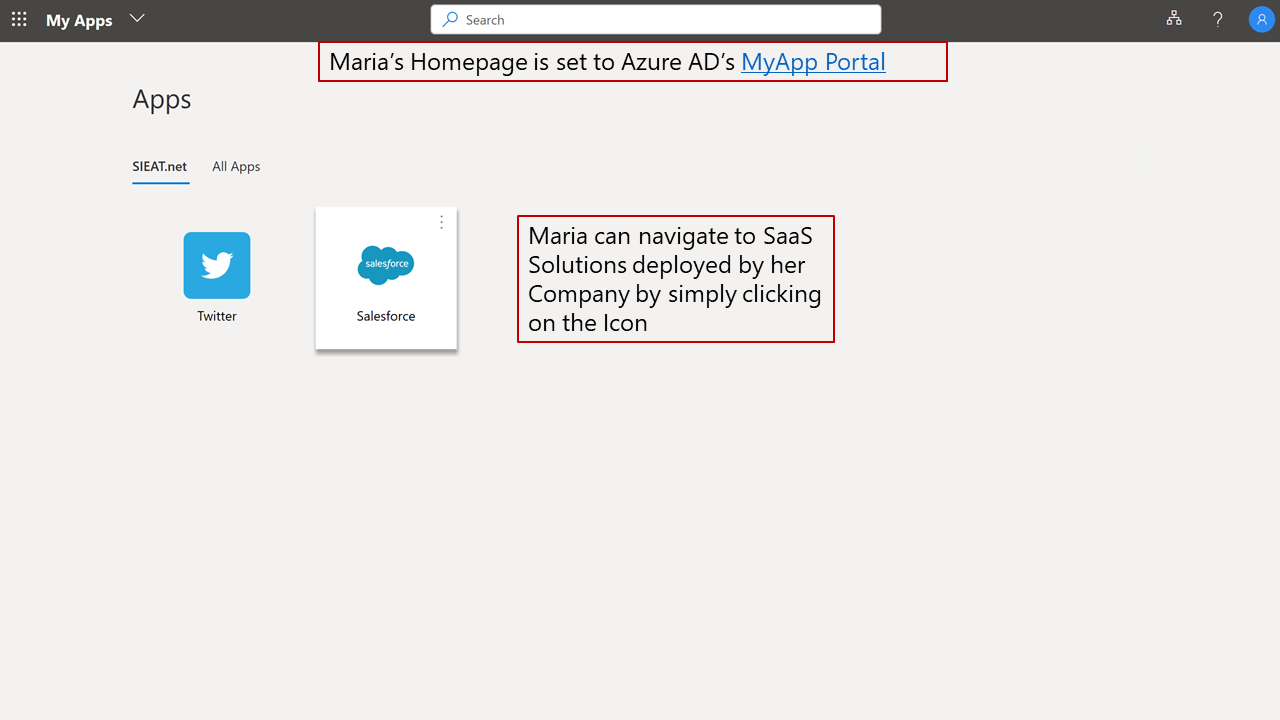 My Apps
Search
Maria’s Homepage is set to Azure AD’s MyApp Portal
Apps
SIEAT.net
All Apps
salesforce
Twitter
Salesforce
Maria can navigate to SaaS
Solutions deployed by her
Company by simply clicking
on the Icon